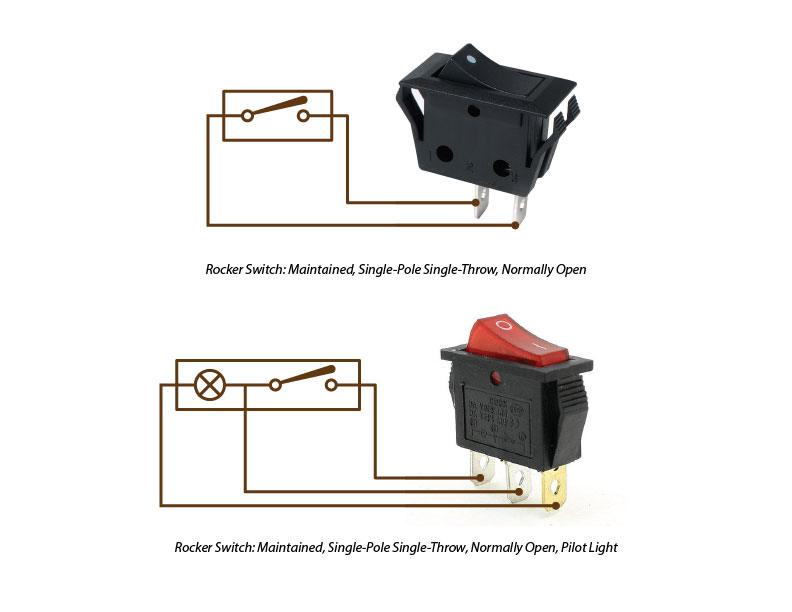 Rocker Switch: Maintained, Single-Pole Single-Throw, Normally Open
Rocker Switch: Maintained, Single-Pole Single-Throw, Normally Open, Pilot Light